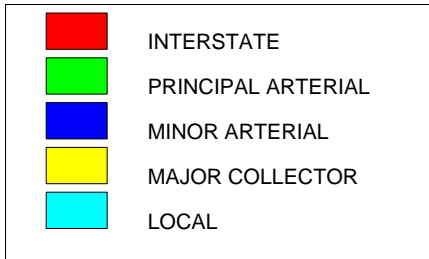 INTERSTATE
PRINCIPAL ARTERIAL
MINOR ARTERIAL
MAJOR COLLECTOR
LOCAL